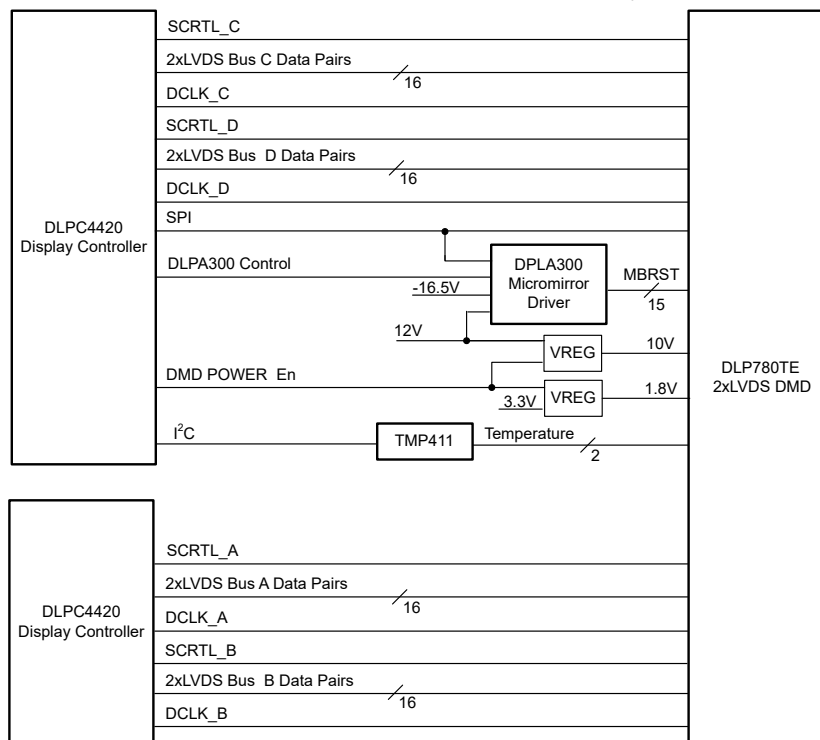 SCRTL_C
2xLVDS Bus C Data Pairs
16
DCLK_C
SCRTL_D
2xLVDS Bus D Data Pairs
16
DCLK_D
SPI
DLPC4420
Display Controller
DLPA300 Control
-16.5V
DPLA300
Micromirror
Driver
MBRST
15
12V
VREG
10V
DMD POWER En
3.3V
VREG
1.8V
DLP780TE
2xLVDS DMD
I²C
TMP411
Temperature
2
SCRTL_A
2xLVDS Bus A Data Pairs
16
DCLK_A
DLPC4420
Display Controller
SCRTL_B
2xLVDS Bus B Data Pairs
16
DCLK_B